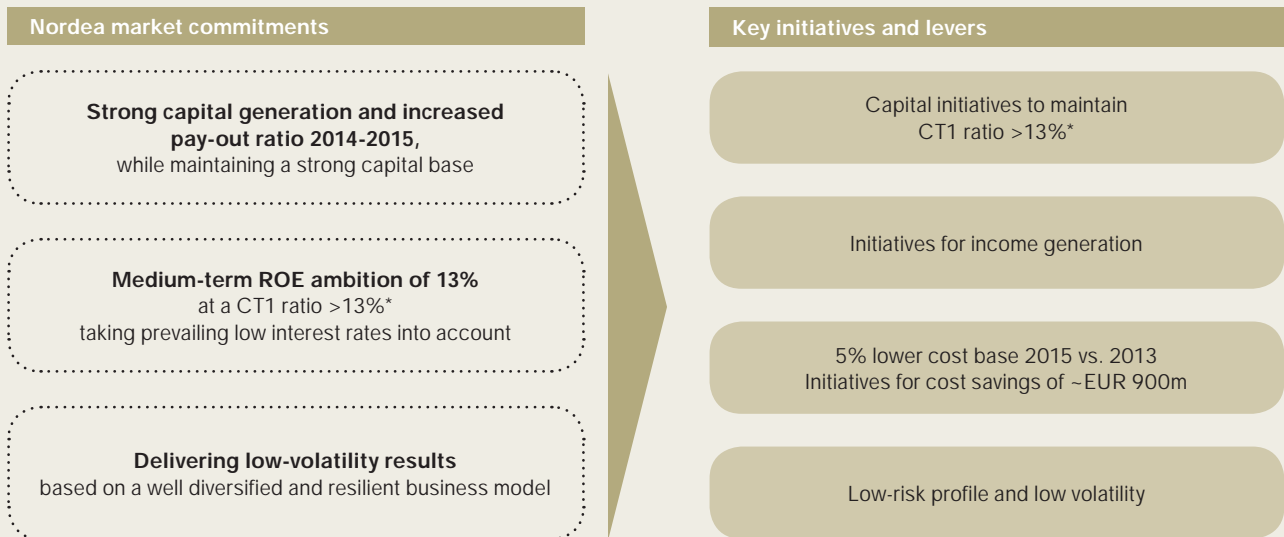 Nordea market commitments
Strong capital generation and increased
pay-out ratio 2014-2015,
while maintaining a strong capital base
Medium-term ROE ambition of 13%
at a CT1 ratio >13%*
taking prevailing low interest rates into account
Delivering low-volatility results
based on a well diversified and resilient business model
Key initiatives and levers
Capital initiatives to maintain
CT1 ratio >13%*
Initiatives for income generation
5% lower cost base 2015 vs. 2013
Initiatives for cost savings of ~EUR 900m
Low-risk profile and low volatility